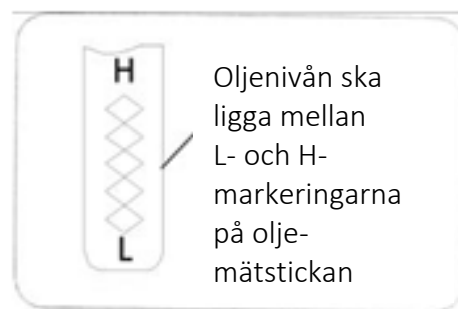 H
Oljenivån ska
ligga mellan
L- och H-
markeringarna
på olje-
mätstickan
L